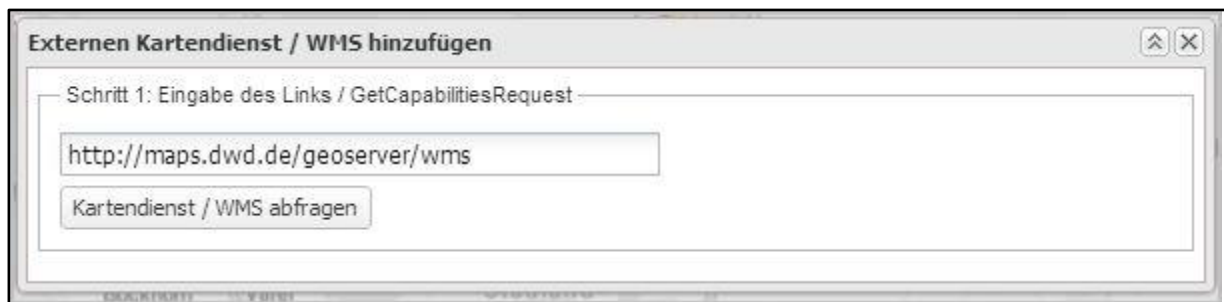 Externen Kartendienst / WMS hinzufügen
Schritt 1: Eingabe des Links / GetCapabilitiesRequest
http://maps.dwd.de/geoserver/wms
Kartendienst / WMS abfragen